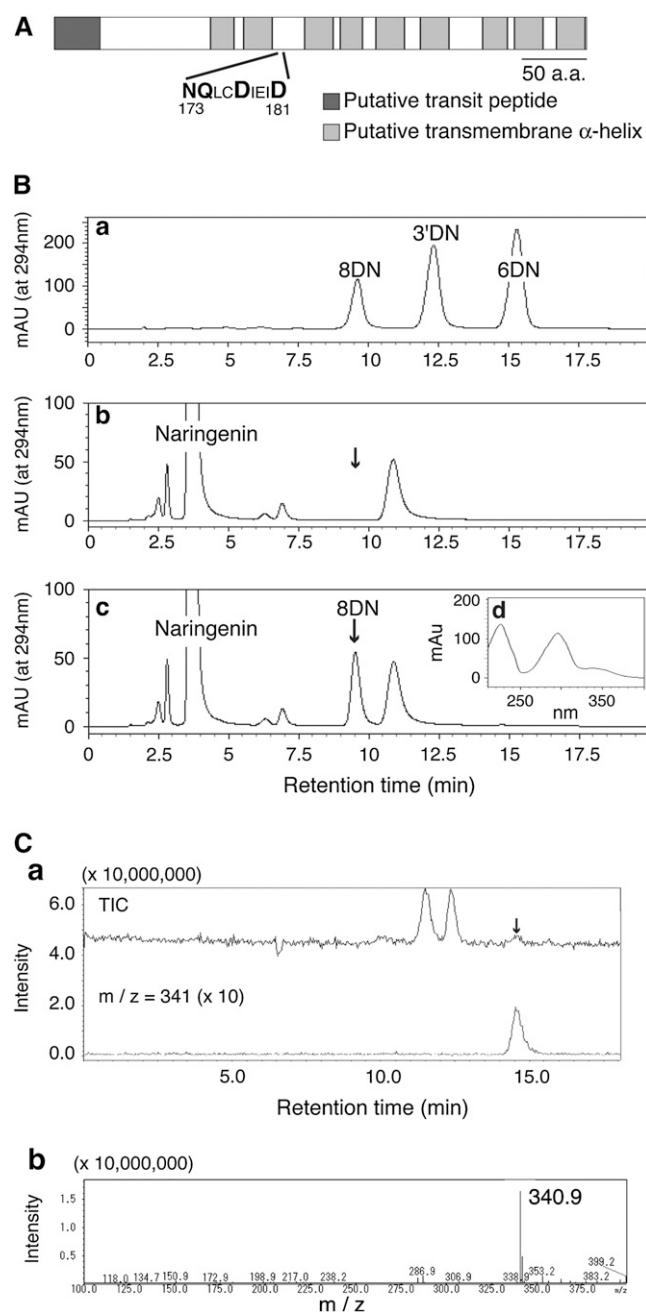 A
50 a.a.
NQLCDIEID
173 181
Putative transit peptide
Putative transmembrane α-helix
B
a
mAU (at 294nm)
200
100
0
8DN
3'DN
6DN
0 2.5 5 7.5 10 12.5 15 17.5
b
mAU (at 294nm)
100
50
0
Naringenin
↓
0 2.5 5 7.5 10 12.5 15 17.5
c
mAU (at 294nm)
100
50
0
Naringenin
8DN
↓
d
mAu
200
100
0
250 350
nm
0 2.5 5 7.5 10 12.5 15 17.5
Retention time (min)
C
a
(x 10,000,000)
Intensity
6.0
4.0
2.0
0.0
TIC
↓
m / z = 341 (x 10)
5.0 10.0 15.0
Retention time (min)
b
(x 10,000,000)
Intensity
1.5
1.0
0.5
340.9
118.0 134.7 150.9 172.9 198.9 217.0 238.2 286.9 306.9 338.9 353.2 383.2 399.2
100.0 125.0 150.0 175.0 200.0 225.0 250.0 275.0 300.0 325.0 350.0 375.0 m/z
m / z